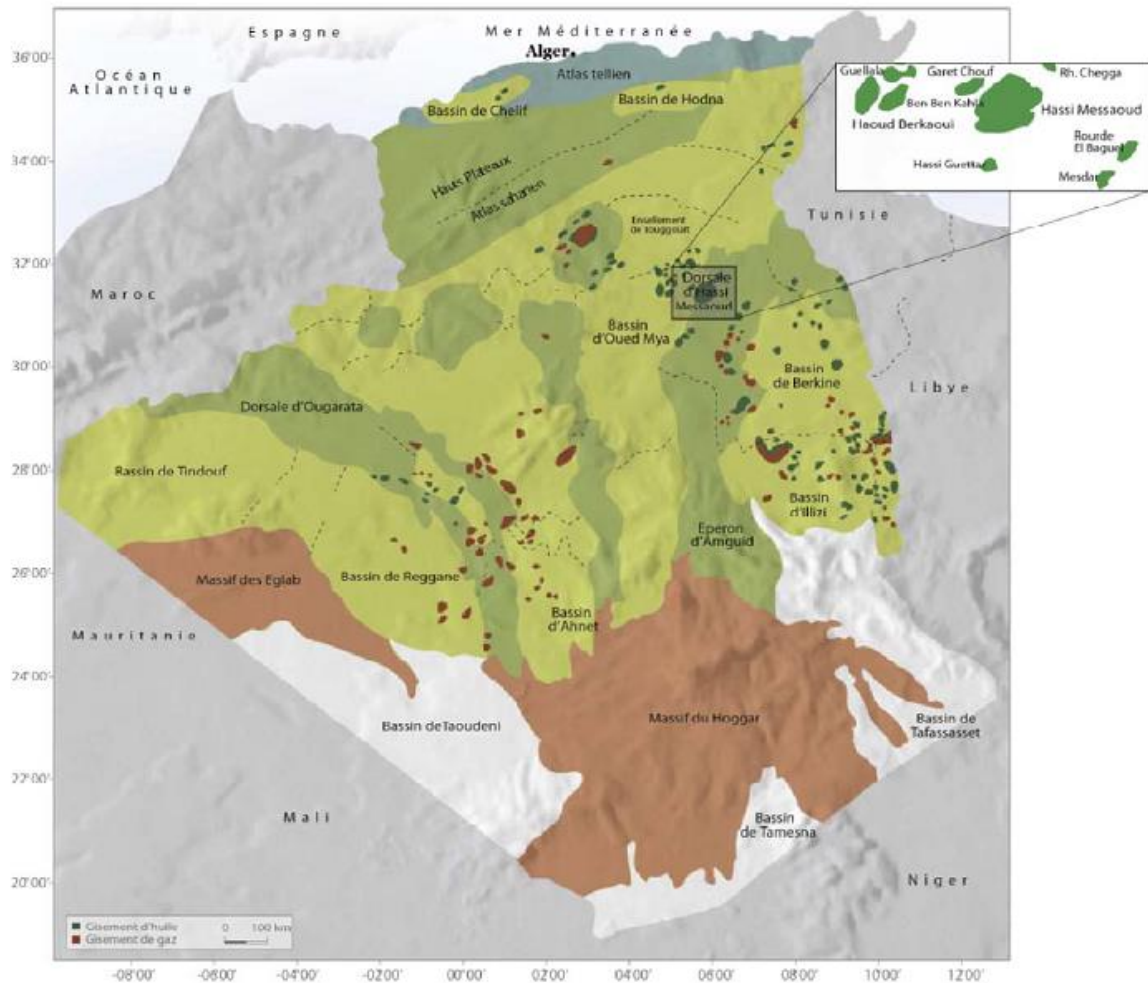 Espagne
Mer Méditerranée
Alger
Océan
Atlantique
Atlas tellien
Bassin de Chelif
Bassin de Hodna
Guellala
Garet Chouf
Rh. Chegga
Ben Ben Kahla
Hassi Messaoud
Haoud Berkaoui
Rourde
El Baguel
Hassi Guettar
Mesdar
Hauts Plateaux
Atlas saharien
Tunisie
Ensellement
de Touggourt
Maroc
Dorsale
d'Hassi
Messaoud
Bassin
d'Oued Mya
Bassin
de Berkine
Libye
Dorsale d'Ougarata
Bassin de Tindouf
Bassin
d'Illizi
Eperon
d'Amguid
Massif des Eglab
Bassin de Reggane
Bassin
d'Ahnet
Mauritanie
Bassin de Taoudeni
Massif du Hoggar
Bassin de
Tafassasset
Mali
Bassin
de Tamesna
Niger
Gisement d'huile
Gisement de gaz
0 100 km
36°00'
34°00'
32°00'
30°00'
28°00'
26°00'
24°00'
22°00'
20°00'
-08°00' -06°00' -04°00' -02°00' 00°00' 02°00' 04°00' 06°00' 08°00' 10°00' 12°00'